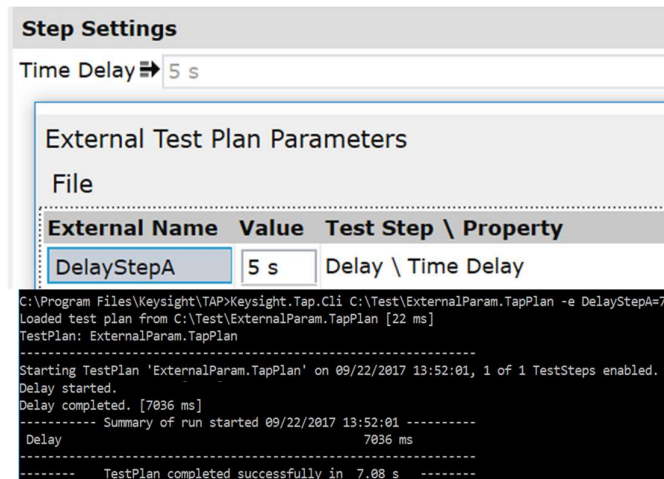 Step Settings
Time Delay 5 s
External Test Plan Parameters
File
External Name Value Test Step \ Property
DelayStepA 5 s Delay \ Time Delay
C:\Program Files\Keysight\TAP>Keysight.Tap.Cli C:\Test\ExternalParam.TapPlan -e DelayStepA=7
Loaded test plan from C:\Test\ExternalParam.TapPlan [22 ms]
TestPlan: ExternalParam.TapPlan
-----------------------------------------------------------------
Starting TestPlan 'ExternalParam.TapPlan' on 09/22/2017 13:52:01, 1 of 1 TestSteps enabled.
Delay started.
Delay completed. [7036 ms]
----------- Summary of run started 09/22/2017 13:52:01 ----------
Delay 7036 ms
-----------------------------------------------------------------
-------- TestPlan completed successfully in 7.08 s --------